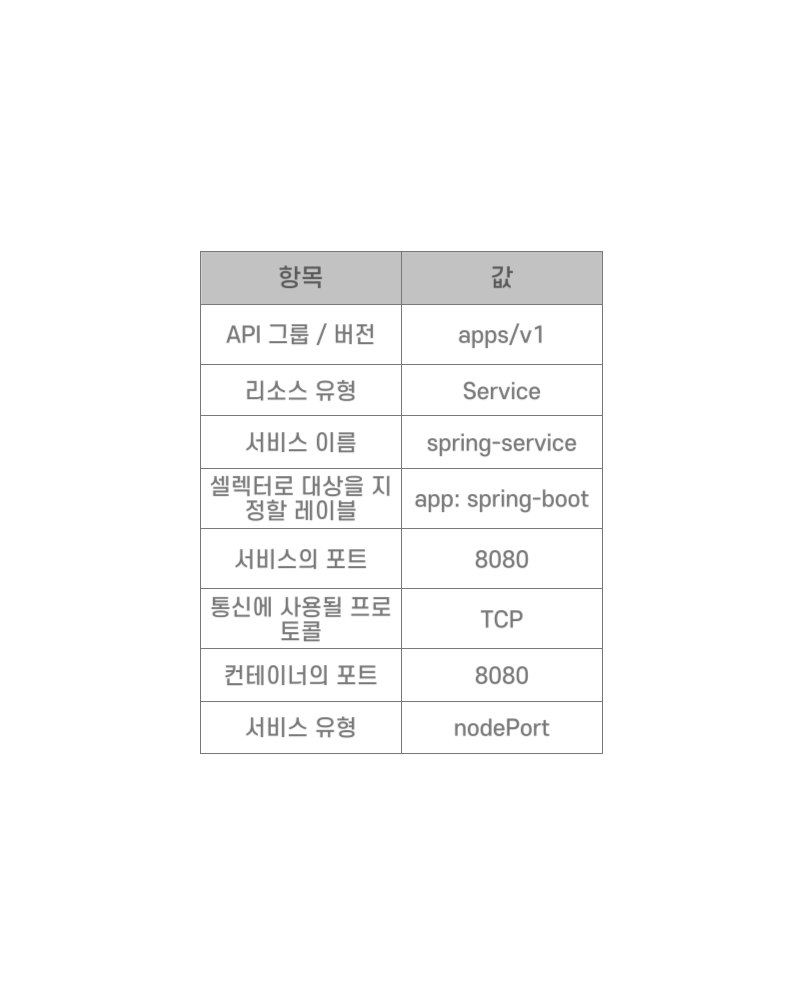 항목 값
API 그룹 / 버전 apps/v1
리소스 유형 Service
서비스 이름 spring-service
셀렉터로 대상을 지
정할 레이블 app: spring-boot
서비스의 포트 8080
통신에 사용될 프로
토콜 TCP
컨테이너의 포트 8080
서비스 유형 nodePort